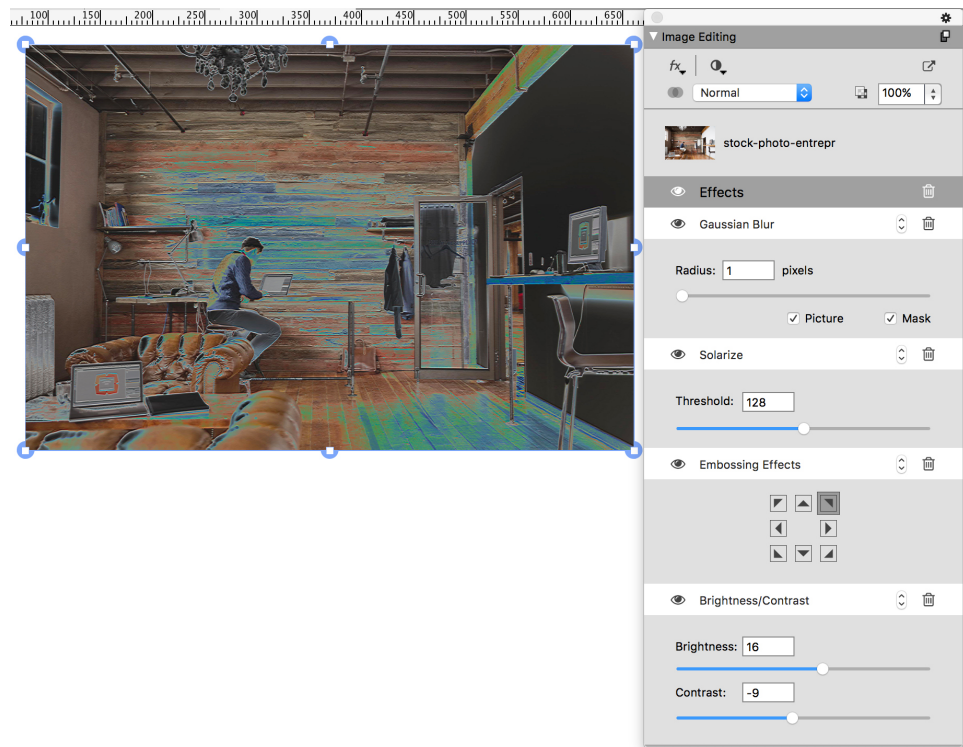 100 150 200 250 300 350 400 450 500 550 600 650
Image Editing
fx
Normal 100%
stock-photo-entrepr
Effects
Gaussian Blur
Radius: 1 pixels
Picture Mask
Solarize
Threshold: 128
Embossing Effects
Brightness/Contrast
Brightness: 16
Contrast: -9